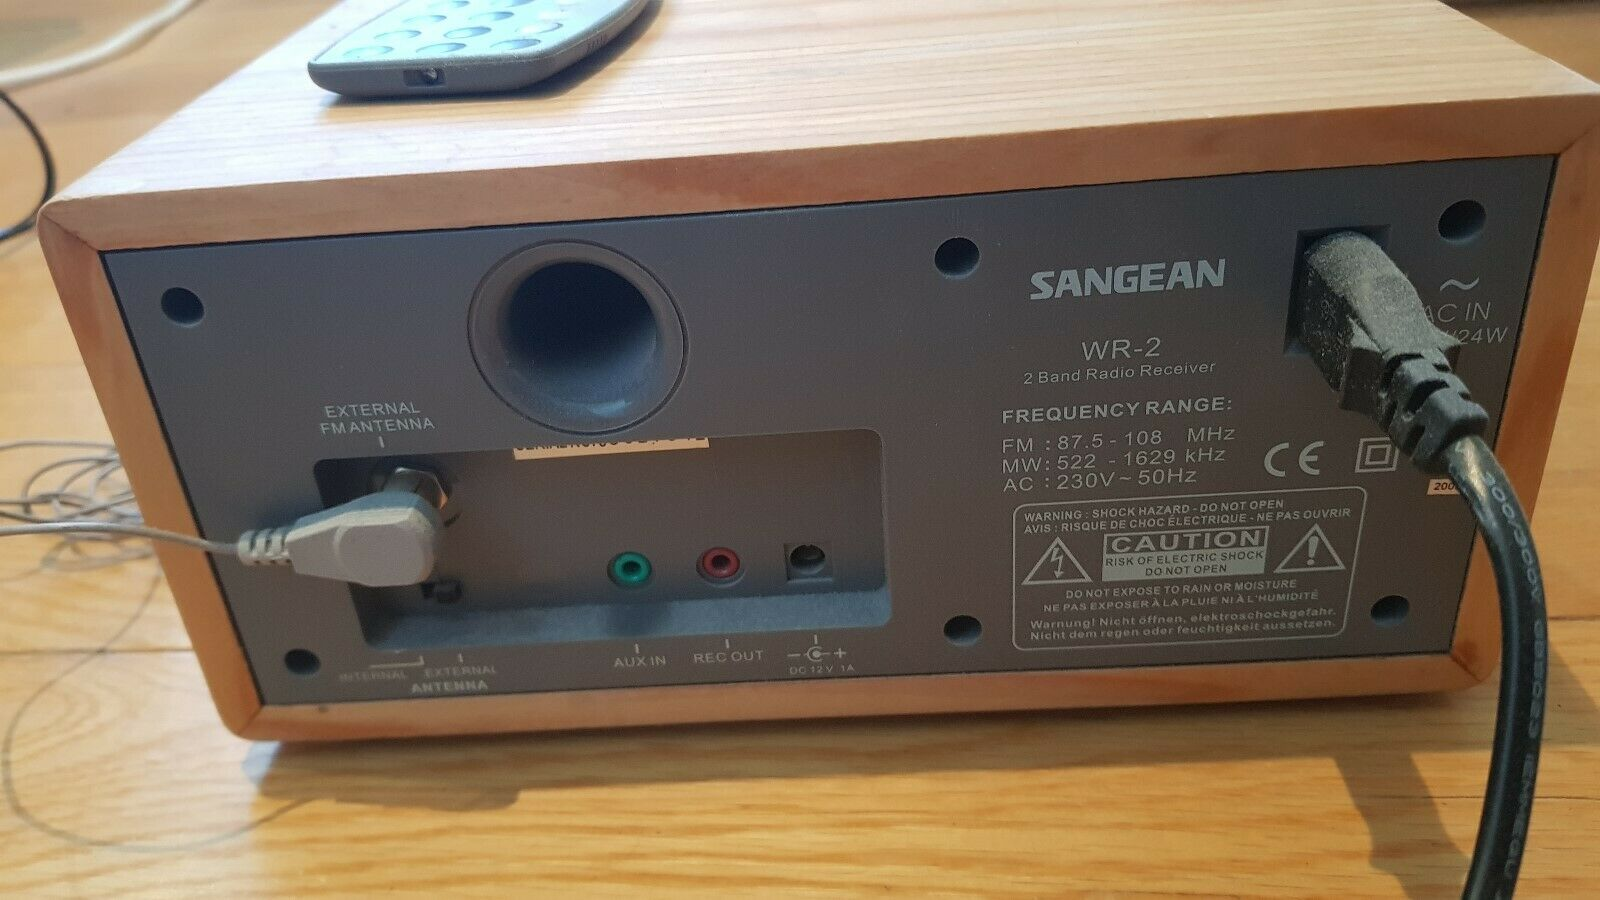 SANGEAN
WR-2
2 Band Radio Receiver
FREQUENCY RANGE:
FM : 87.5 - 108 MHz
MW: 522 - 1629 kHz
AC : 230V ~ 50Hz
CE
~
AC IN
/24W
WARNING : SHOCK HAZARD - DO NOT OPEN
AVIS : RISQUE DE CHOC ÉLECTRIQUE - NE PAS OUVRIR
CAUTION
RISK OF ELECTRIC SHOCK
DO NOT OPEN
DO NOT EXPOSE TO RAIN OR MOISTURE
NE PAS EXPOSER À LA PLUIE NI À L'HUMIDITÉ
Warnung! Nicht öffnen, elektroschockgefahr.
Nicht dem regen oder feuchtigkeit aussetzen.
EXTERNAL
FM ANTENNA
INTERNAL EXTERNAL
ANTENNA
AUX IN
REC OUT
- +
DC 12V 1A
300/300V